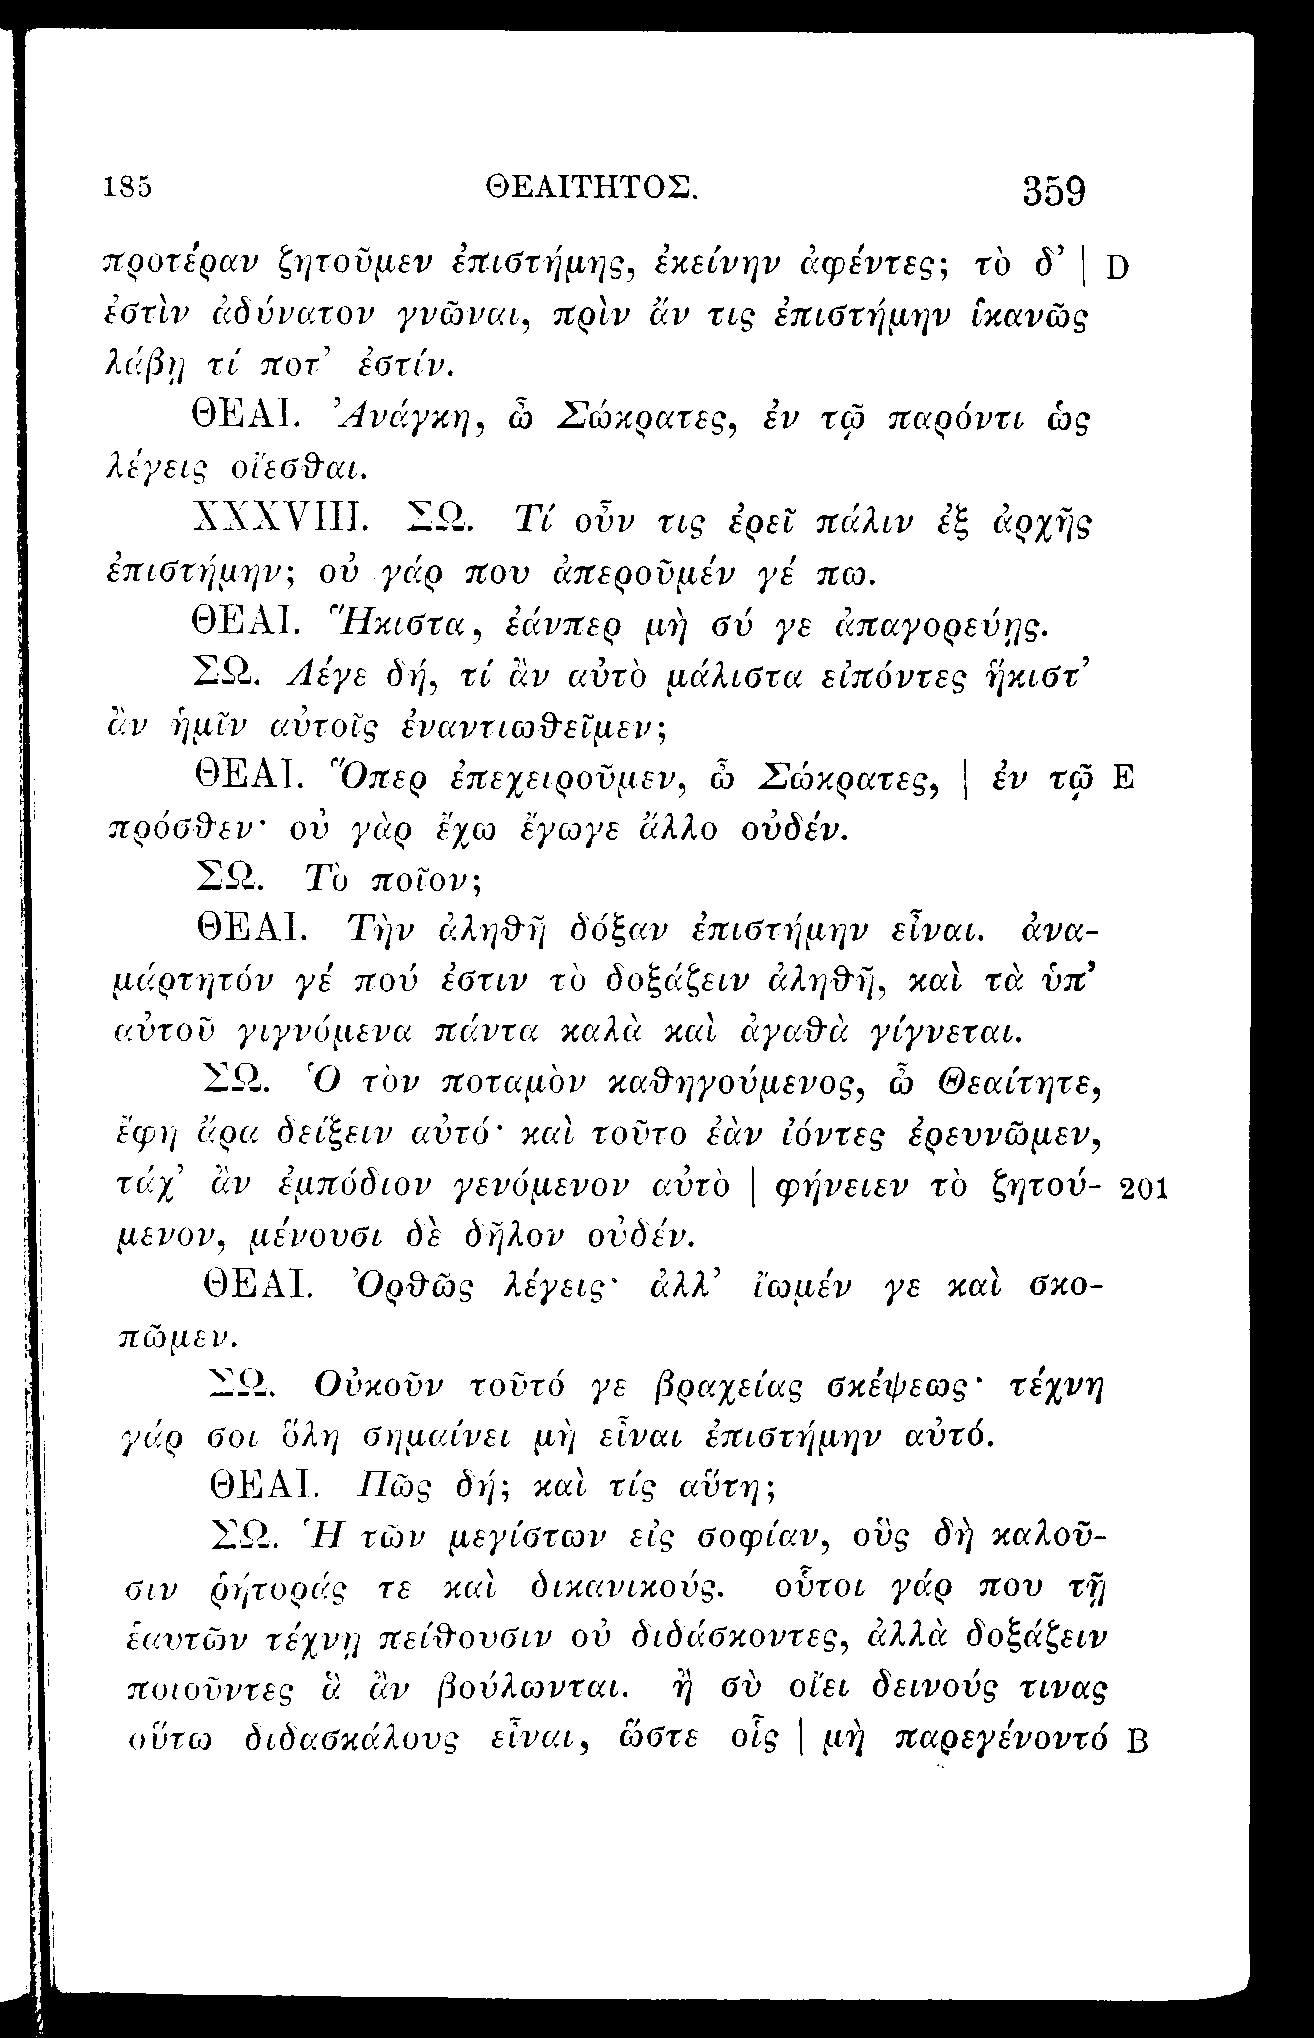 185 ΘΕΑΙΤΗΤΟΣ. 359
προτέραν ζητοῦμεν ἐπιστήμης, ἐκείνην ἀφέντες; τὸ δ’ | D
ἐστὶν ἀδύνατον γνῶναι, πρὶν ἄν τις ἐπιστήμην ἱκανῶς
λάβῃ τί ποτ’ ἐστίν.
ΘΕΑΙ. Ἀνάγκη, ὦ Σώκρατες, ἐν τῷ παρόντι ὡς
λέγεις οἴεσθαι.
XXXVIII. ΣΩ. Τί οὖν τις ἐρεῖ πάλιν ἐξ ἀρχῆς
ἐπιστήμην; οὐ γάρ που ἀπεροῦμέν γέ πω.
ΘΕΑΙ. Ἥκιστα, ἐάνπερ μὴ σύ γε ἀπαγορεύῃς.
ΣΩ. Λέγε δή, τί ἂν αὐτὸ μάλιστα εἰπόντες ἥκιστ’
ἂν ἡμῖν αὐτοῖς ἐναντιωθεῖμεν;
ΘΕΑΙ. Ὅπερ ἐπεχειροῦμεν, ὦ Σώκρατες, | ἐν τῷ E
πρόσθεν· οὐ γὰρ ἔχω ἔγωγε ἄλλο οὐδέν.
ΣΩ. Τὸ ποῖον;
ΘΕΑΙ. Τὴν ἀληθῆ δόξαν ἐπιστήμην εἶναι. ἀνα-
μάρτητόν γέ πού ἐστιν τὸ δοξάζειν ἀληθῆ, καὶ τὰ ὑπ’
αὐτοῦ γιγνόμενα πάντα καλὰ καὶ ἀγαθὰ γίγνεται.
ΣΩ. Ὁ τὸν ποταμὸν καθηγούμενος, ὦ Θεαίτητε,
ἔφη ἄρα δείξειν αὐτό· καὶ τοῦτο ἐὰν ἰόντες ἐρευνῶμεν,
τάχ’ ἂν ἐμπόδιον γενόμενον αὐτὸ | φήνειεν τὸ ζητού- 201
μενον, μένουσι δὲ δῆλον οὐδέν.
ΘΕΑΙ. Ὀρθῶς λέγεις· ἀλλ’ ἴωμέν γε καὶ σκο-
πῶμεν.
ΣΩ. Οὐκοῦν τοῦτό γε βραχείας σκέψεως· τέχνη
γάρ σοι ὅλη σημαίνει μὴ εἶναι ἐπιστήμην αὐτό.
ΘΕΑΙ. Πῶς δή; καὶ τίς αὕτη;
ΣΩ. Ἡ τῶν μεγίστων εἰς σοφίαν, οὓς δὴ καλοῦ-
σιν ῥήτοράς τε καὶ δικανικούς. οὗτοι γάρ που τῇ
ἑαυτῶν τέχνῃ πείθουσιν οὐ διδάσκοντες, ἀλλὰ δοξάζειν
ποιοῦντες ἃ ἂν βούλωνται. ἢ σὺ οἴει δεινούς τινας
οὕτω διδασκάλους εἶναι, ὥστε οἷς | μὴ παρεγένοντό B